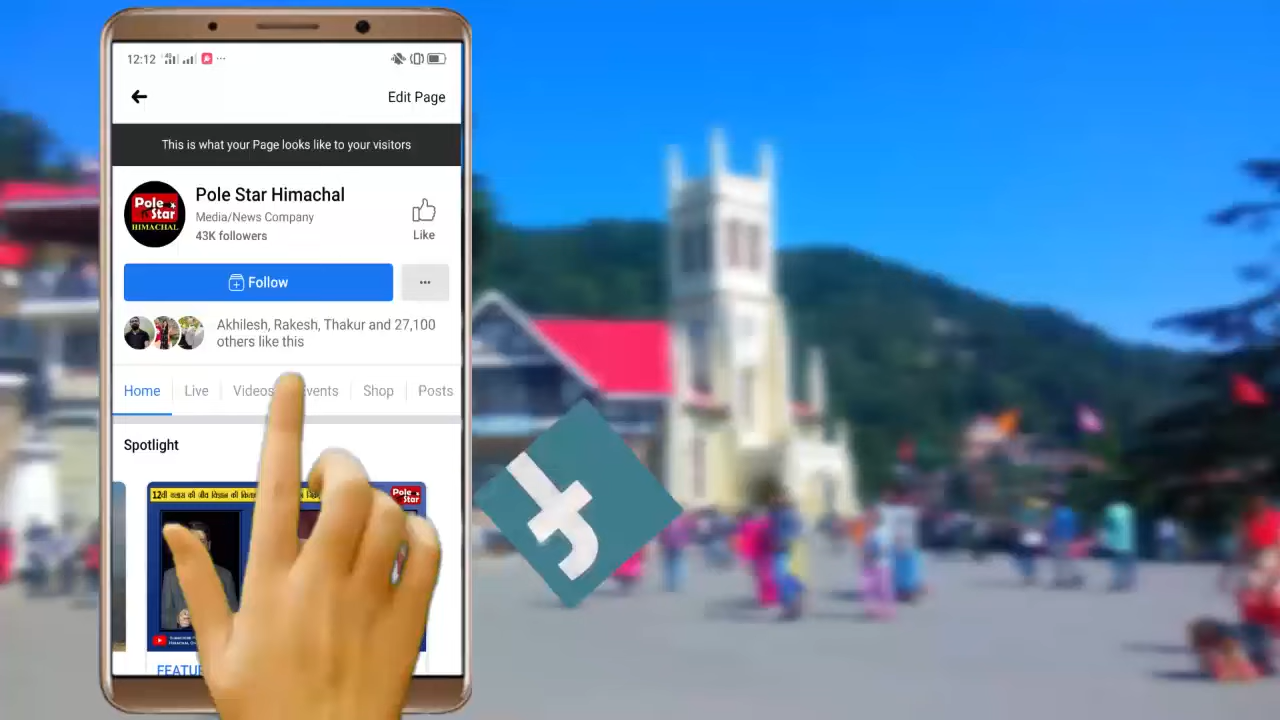 12:12
Edit Page
This is what your Page looks like to your visitors
Pole Star HIMACHAL
Pole Star Himachal
Media/News Company
43K followers
Like
Follow
Akhilesh, Rakesh, Thakur and 27,100
others like this
Home Live Videos Events Shop Posts
Spotlight
12वीं कक्षा की जीव विज्ञान की
Pole Star
f